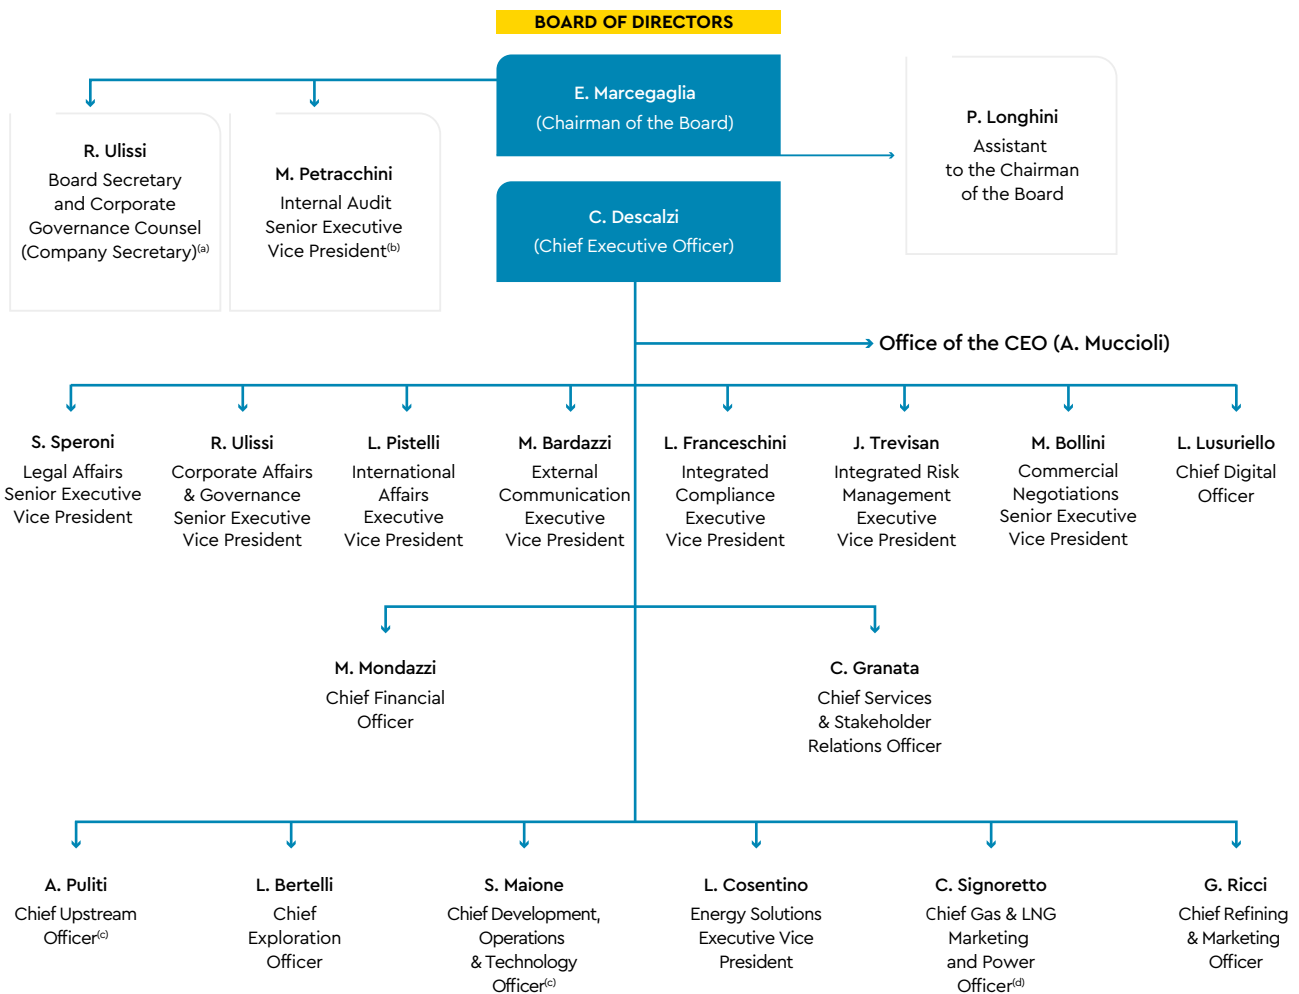 BOARD OF DIRECTORS
E. Marcegaglia
(Chairman of the Board)
P. Longhini
Assistant
to the Chairman
of the Board
R. Ulissi
Board Secretary
and Corporate
Governance Counsel
(Company Secretary)(a)
M. Petracchini
Internal Audit
Senior Executive
Vice President(b)
C. Descalzi
(Chief Executive Officer)
Office of the CEO (A. Muccioli)
S. Speroni
Legal Affairs
Senior Executive
Vice President
R. Ulissi
Corporate Affairs
& Governance
Senior Executive
Vice President
L. Pistelli
International
Affairs
Executive
Vice President
M. Bardazzi
External
Communication
Executive
Vice President
L. Franceschini
Integrated
Compliance
Executive
Vice President
J. Trevisan
Integrated Risk
Management
Executive
Vice President
M. Bollini
Commercial
Negotiations
Senior Executive
Vice President
L. Lusuriello
Chief Digital
Officer
M. Mondazzi
Chief Financial
Officer
C. Granata
Chief Services
& Stakeholder
Relations Officer
A. Puliti
Chief Upstream
Officer(c)
L. Bertelli
Chief
Exploration
Officer
S. Maione
Chief Development,
Operations
& Technology
Officer(c)
L. Cosentino
Energy Solutions
Executive Vice
President
C. Signoretto
Chief Gas & LNG
Marketing
and Power
Officer(d)
G. Ricci
Chief Refining
& Marketing
Officer